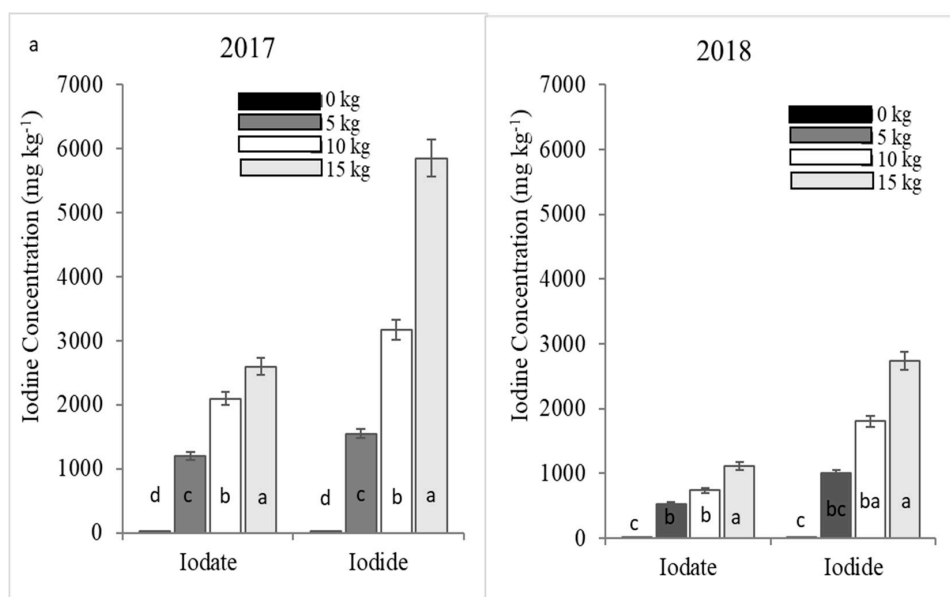 a
2017
0 kg
5 kg
10 kg
15 kg
Iodine Concentration (mg kg⁻¹)
7000
6000
5000
4000
3000
2000
1000
0
d c b a d c b a
Iodate Iodide
2018
0 kg
5 kg
10 kg
15 kg
Iodine Concentration (mg kg⁻¹)
7000
6000
5000
4000
3000
2000
1000
0
c b b a c bc ba a
Iodate Iodide